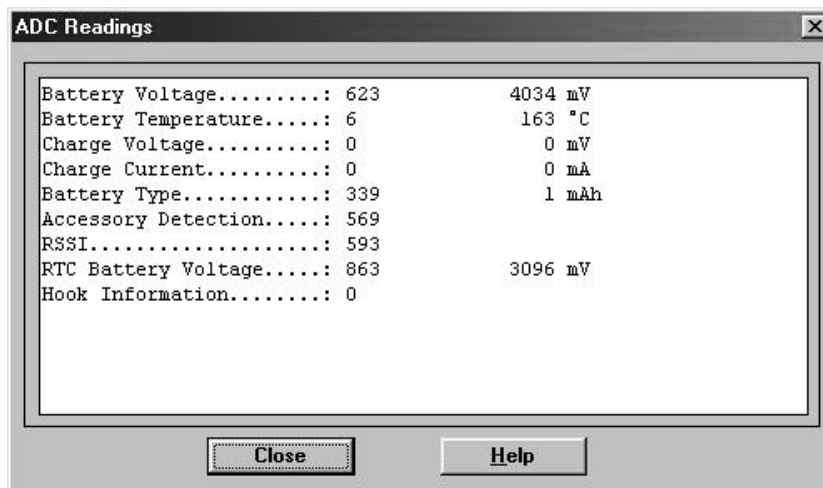 ADC Readings
Battery Voltage.........: 623 4034 mV
Battery Temperature.....: 6 163 °C
Charge Voltage..........: 0 0 mV
Charge Current..........: 0 0 mA
Battery Type............: 339 1 mAh
Accessory Detection.....: 569
RSSI....................: 593
RTC Battery Voltage.....: 863 3096 mV
Hook Information........: 0
Close Help